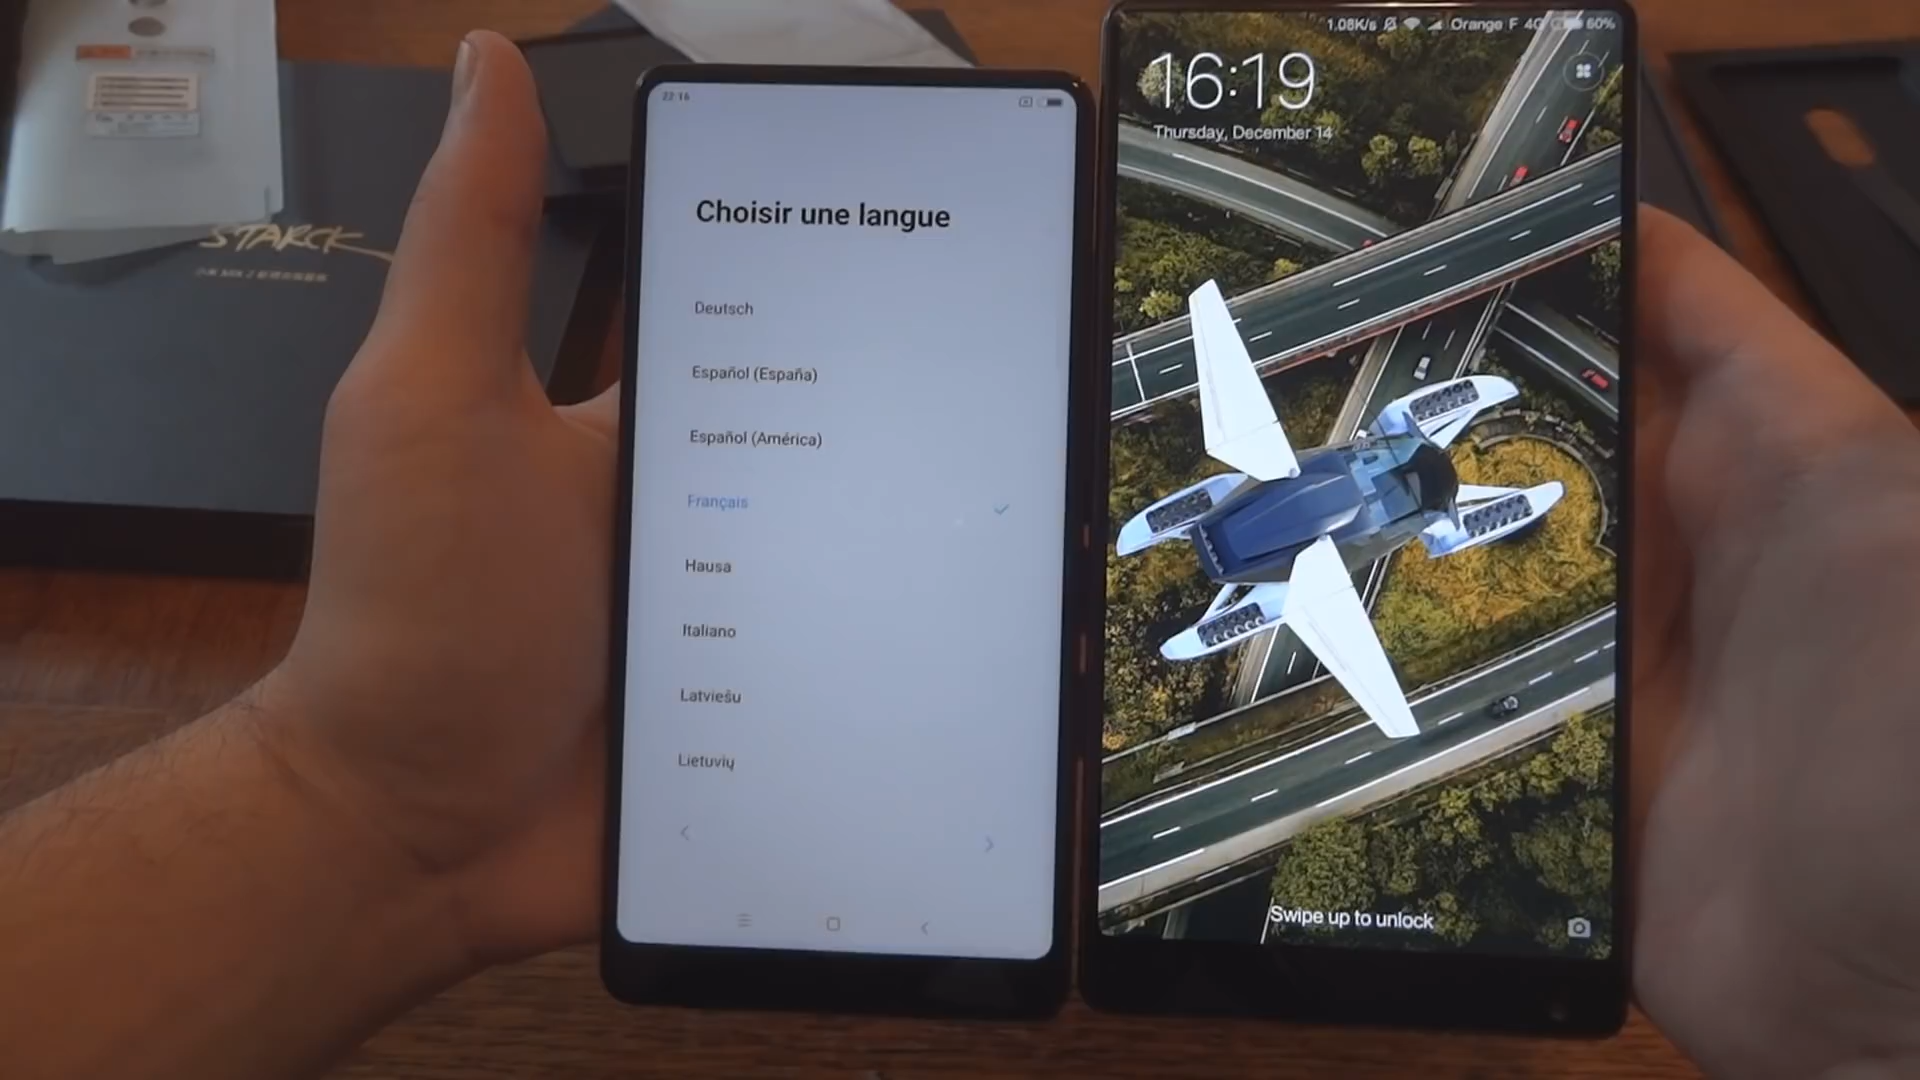 STARCK
22:16
Choisir une langue
Deutsch
Español (España)
Español (América)
Français
Hausa
Italiano
Latviešu
Lietuvių
1.08K/s Orange F 4G 60%
16:19
Thursday, December 14
Swipe up to unlock